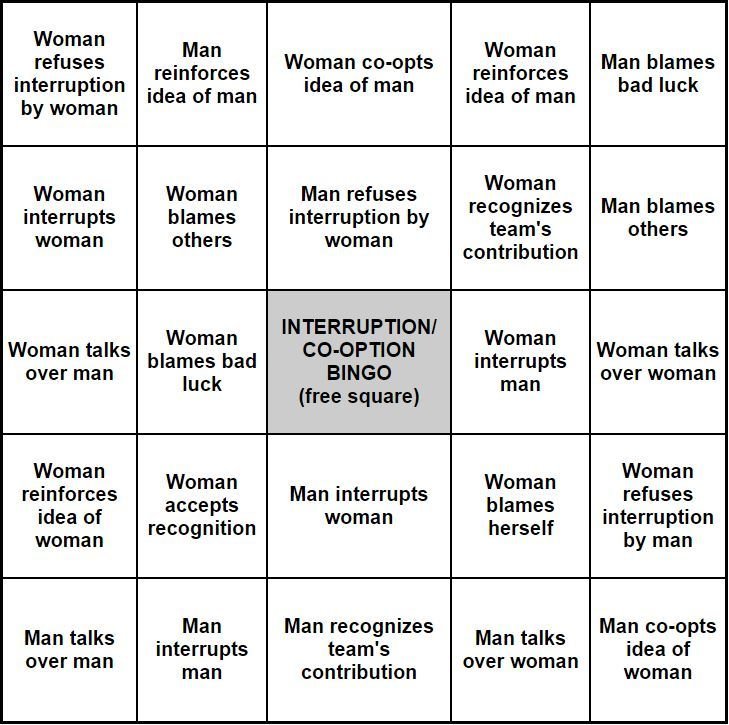 Woman
refuses
interruption
by woman
Man
reinforces
idea of man
Woman co-opts
idea of man
Woman
reinforces
idea of man
Man blames
bad luck
Woman
interrupts
woman
Woman
blames
others
Man refuses
interruption by
woman
Woman
recognizes
team's
contribution
Man blames
others
Woman talks
over man
Woman
blames bad
luck
INTERRUPTION/
CO-OPTION
BINGO
(free square)
Woman
interrupts
man
Woman talks
over woman
Woman
reinforces
idea of
woman
Woman
accepts
recognition
Man interrupts
woman
Woman
blames
herself
Woman
refuses
interruption
by man
Man talks
over man
Man
interrupts
man
Man recognizes
team's
contribution
Man talks
over woman
Man co-opts
idea of
woman